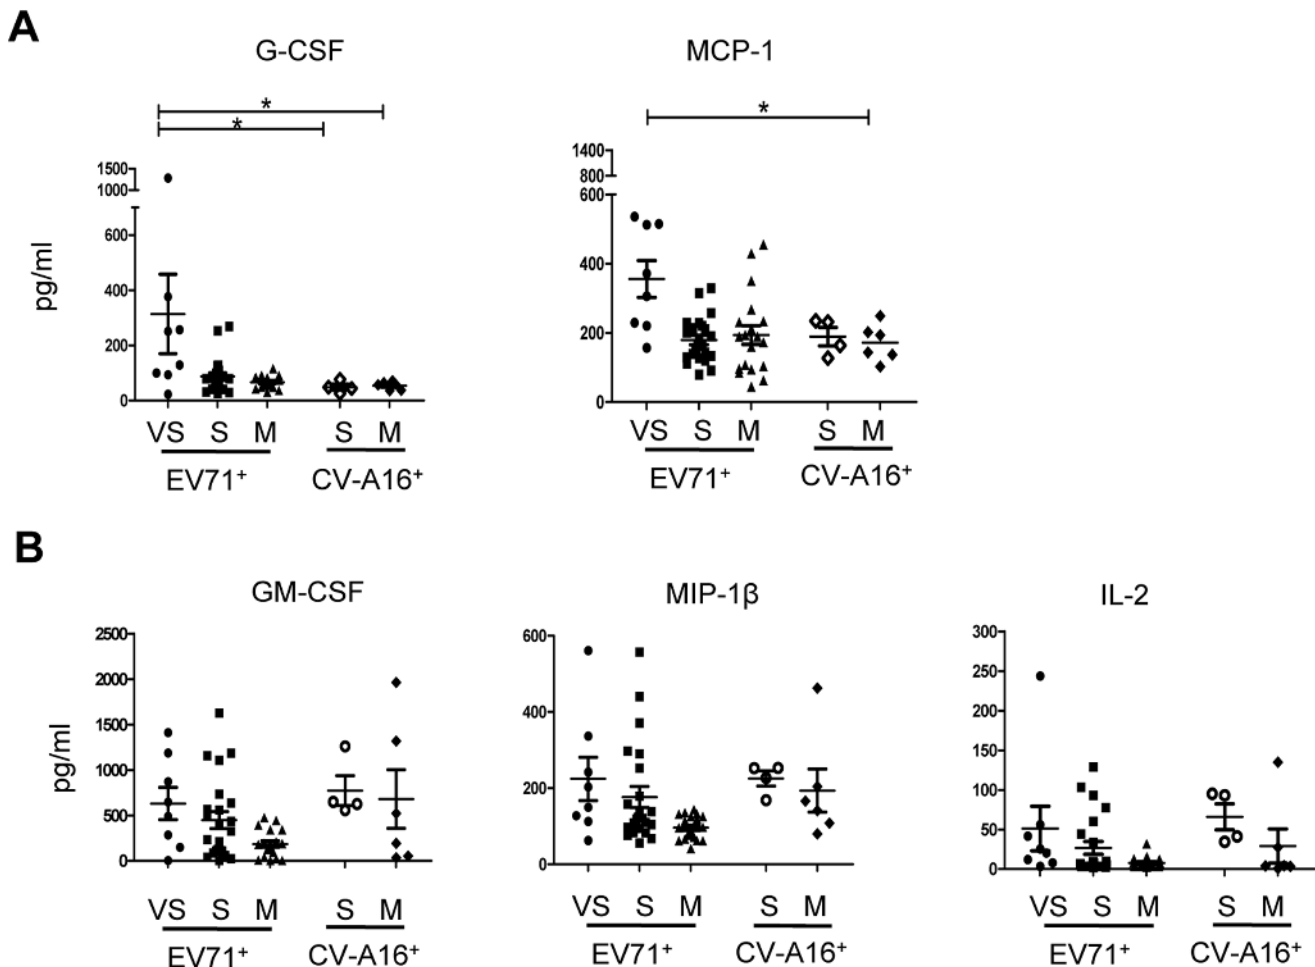 A
G-CSF
MCP-1
*
*
*
pg/ml
1500
1000
600
400
200
0
1400
800
600
400
200
0
VS S M S M
EV71+ CV-A16+
VS S M S M
EV71+ CV-A16+
B
GM-CSF
MIP-1β
IL-2
pg/ml
2500
2000
1500
1000
500
0
600
400
200
0
300
250
200
150
100
50
0
VS S M S M
EV71+ CV-A16+
VS S M S M
EV71+ CV-A16+
VS S M S M
EV71+ CV-A16+